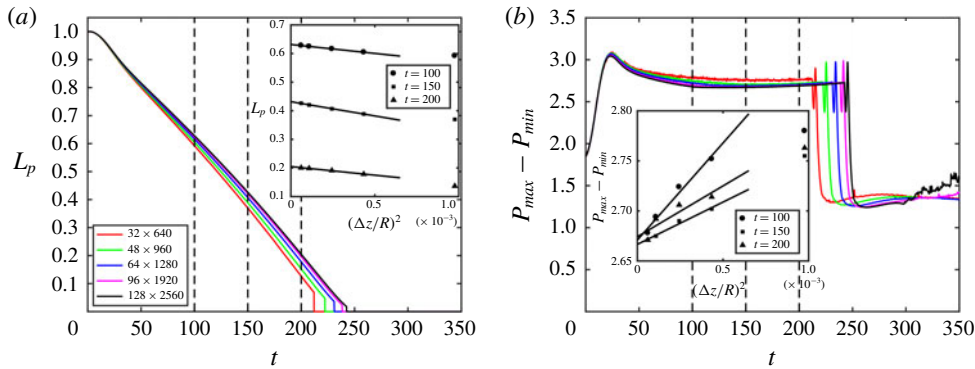 (a)
1.0
0.9
0.8
0.7
0.6
0.5
0.4
0.3
0.2
0.1
L_p
0
50
100
150
200
250
300
350
t
32 × 640
48 × 960
64 × 1280
96 × 1920
128 × 2560
0.7
0.6
0.5
0.4
0.3
0.2
0.1
L_p
t = 100
t = 150
t = 200
0
0.5
1.0
(Δz/R)²
(× 10⁻³)
(b)
3.5
3.0
2.5
2.0
1.5
1.0
0.5
P_max − P_min
0
50
100
150
200
250
300
350
t
2.80
2.75
2.70
2.65
P_max − P_min
t = 100
t = 150
t = 200
0
0.5
1.0
(Δz/R)²
(× 10⁻³)